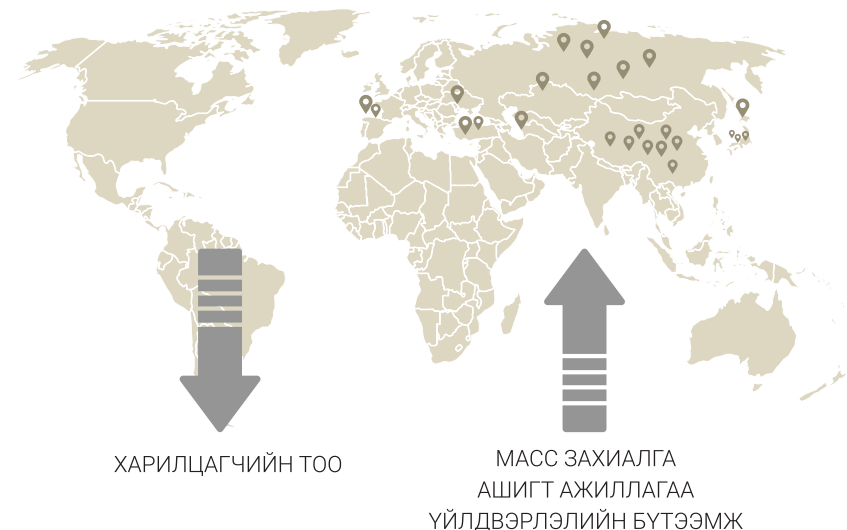 ХАРИЛЦАГЧИЙН ТОО
МАСС ЗАХИАЛГА
АШИГТ АЖИЛЛАГАА
ҮЙЛДВЭРЛЭЛИЙН БҮТЭЭМЖ